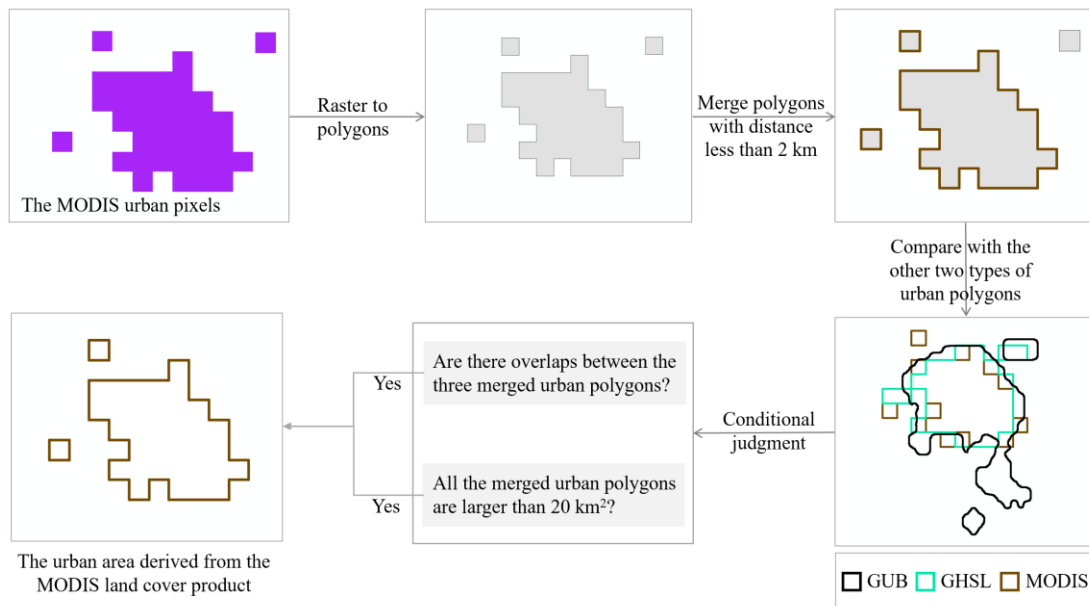 The MODIS urban pixels
Raster to
polygons
Merge polygons
with distance
less than 2 km
Compare with the
other two types of
urban polygons
Are there overlaps between the
three merged urban polygons?
Yes
Conditional
judgment
All the merged urban polygons
are larger than 20 km²?
Yes
The urban area derived from the
MODIS land cover product
GUB GHSL MODIS